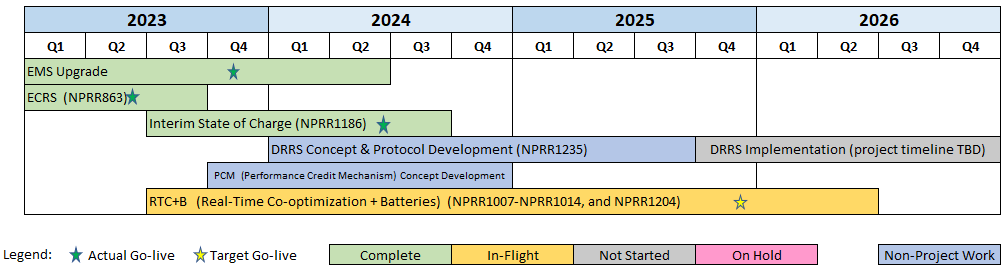 2023 2024 2025 2026
Q1 Q2 Q3 Q4 Q1 Q2 Q3 Q4 Q1 Q2 Q3 Q4 Q1 Q2 Q3 Q4
EMS Upgrade
ECRS (NPRR863)
Interim State of Charge (NPRR1186)
DRRS Concept & Protocol Development (NPRR1235) DRRS Implementation (project timeline TBD)
PCM (Performance Credit Mechanism) Concept Development
RTC+B (Real-Time Co-optimization + Batteries) (NPRR1007-NPRR1014, and NPRR1204)
Legend: Actual Go-live Target Go-live Complete In-Flight Not Started On Hold Non-Project Work